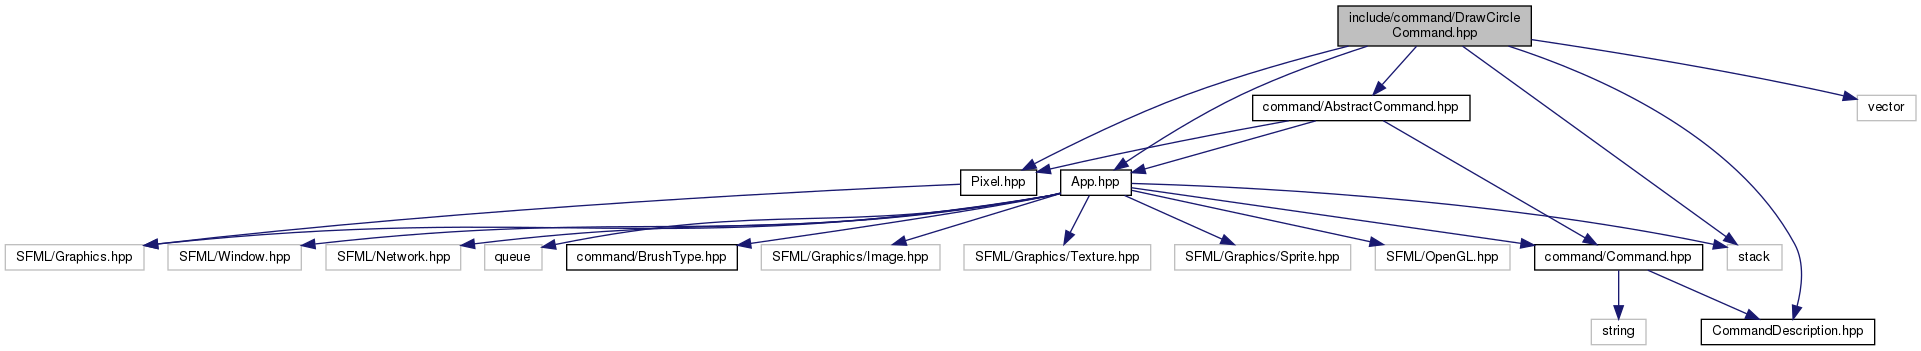 include/command/DrawCircle
Command.hpp
command/AbstractCommand.hpp
vector
Pixel.hpp
App.hpp
SFML/Graphics.hpp
SFML/Window.hpp
SFML/Network.hpp
queue
command/BrushType.hpp
SFML/Graphics/Image.hpp
SFML/Graphics/Texture.hpp
SFML/Graphics/Sprite.hpp
SFML/OpenGL.hpp
command/Command.hpp
stack
string
CommandDescription.hpp